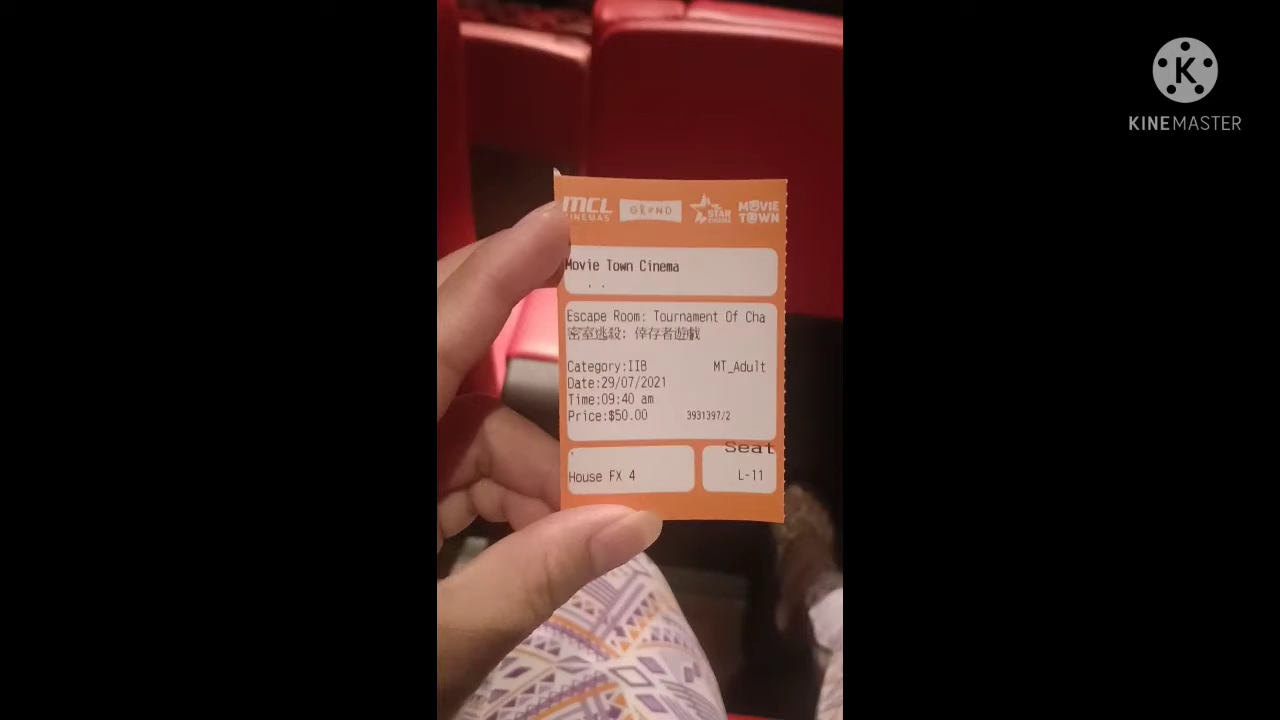 K
KINEMASTER
MCL CINEMAS GRAND STAR CINEMA MOVIE TOWN
Movie Town Cinema
Escape Room: Tournament Of Cha
密室逃殺: 倖存者遊戲
Category:IIB MT_Adult
Date:29/07/2021
Time:09:40 am
Price:$50.00 3931397/2
Seat
House FX 4 L-11